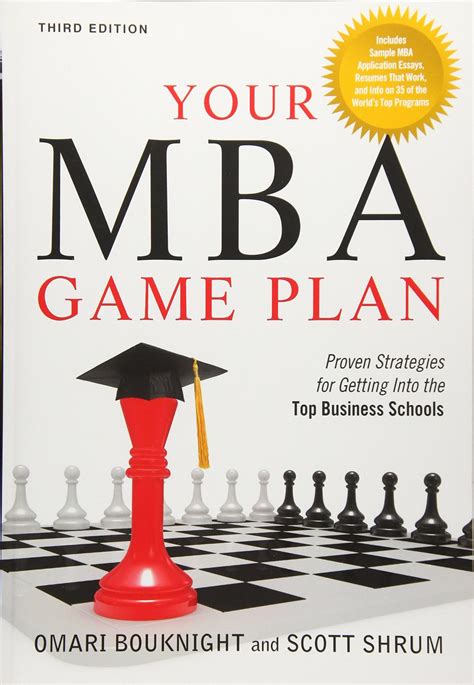 THIRD EDITION
Includes
Sample MBA
Application Essays,
Resumes That Work,
and Info on 35 of the
World's Top Programs
YOUR
MBA
GAME PLAN
Proven Strategies
for Getting Into the
Top Business Schools
OMARI BOUKNIGHT and SCOTT SHRUM